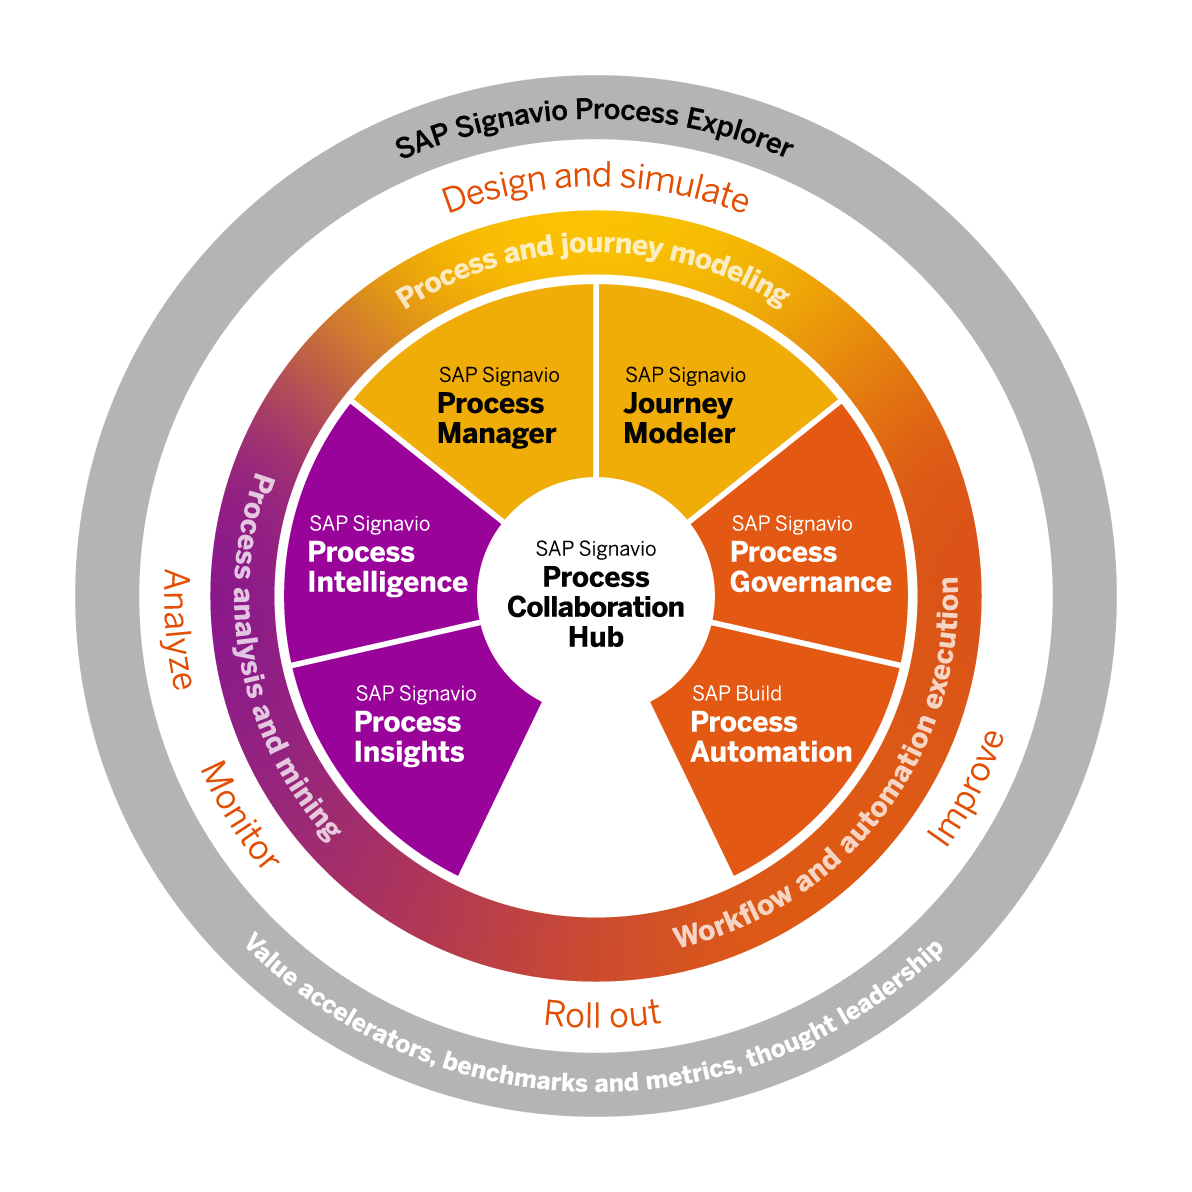 SAP Signavio Process Explorer
Design and simulate
Process and journey modeling
SAP Signavio
Process
Manager
SAP Signavio
Journey
Modeler
SAP Signavio
Process
Intelligence
SAP Signavio
Process
Collaboration
Hub
SAP Signavio
Process
Governance
SAP Signavio
Process
Insights
SAP Build
Process
Automation
Process analysis and mining
Workflow and automation execution
Analyze
Monitor
Improve
Roll out
Value accelerators, benchmarks and metrics, thought leadership